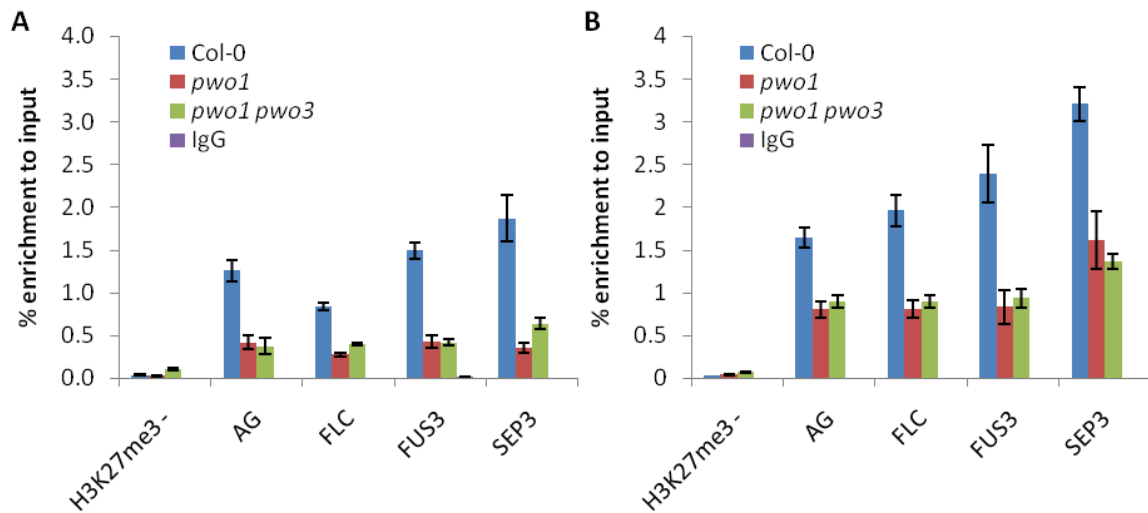 A
% enrichment to input
4.0
3.5
3.0
2.5
2.0
1.5
1.0
0.5
0.0
Col-0
pwo1
pwo1 pwo3
IgG
H3K27me3 -
AG
FLC
FUS3
SEP3
B
% enrichment to input
4
3.5
3
2.5
2
1.5
1
0.5
0
Col-0
pwo1
pwo1 pwo3
IgG
H3K27me3 -
AG
FLC
FUS3
SEP3